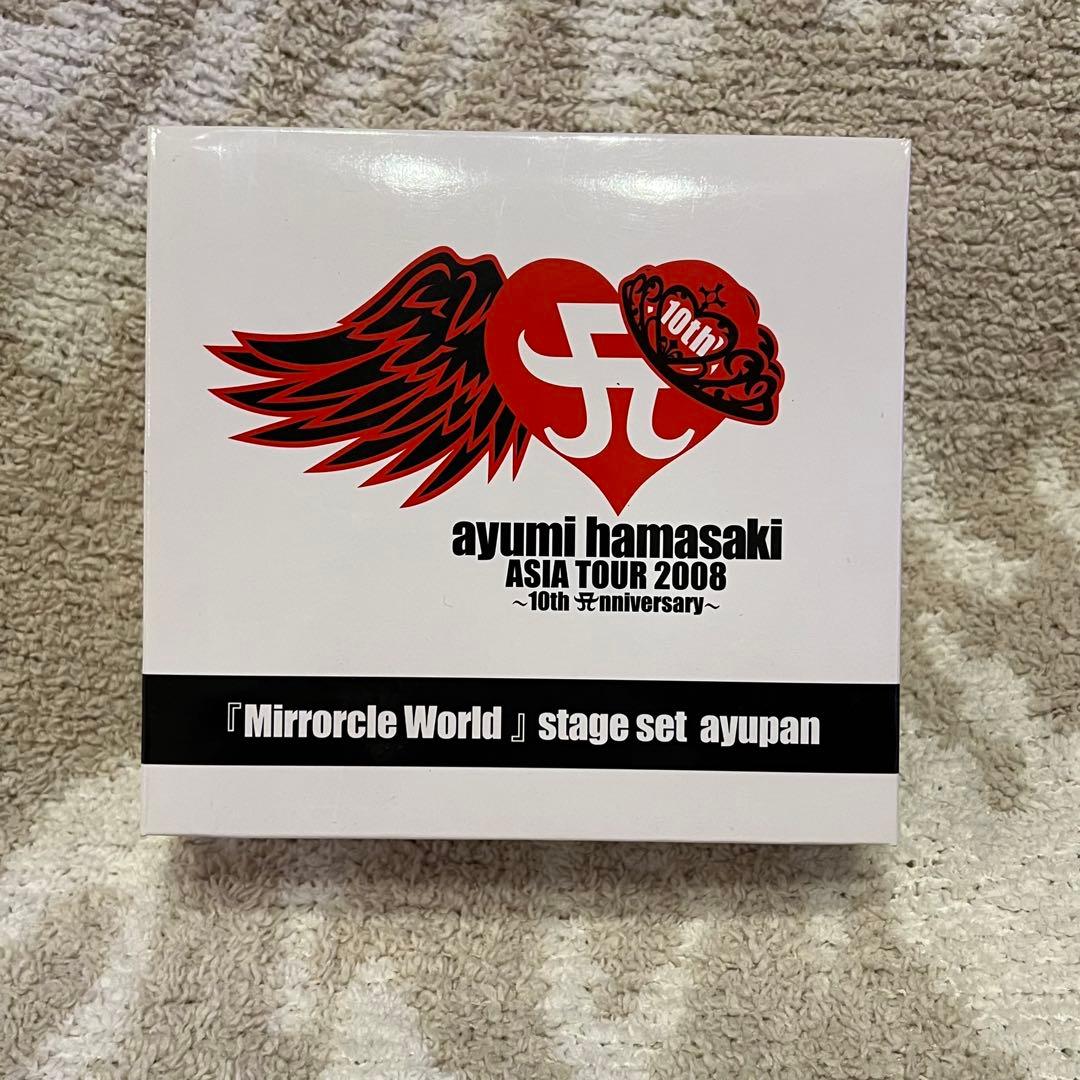 10th
ayumi hamasaki
ASIA TOUR 2008
~10th Anniversary~
『Mirrorcle World』stage set ayupan